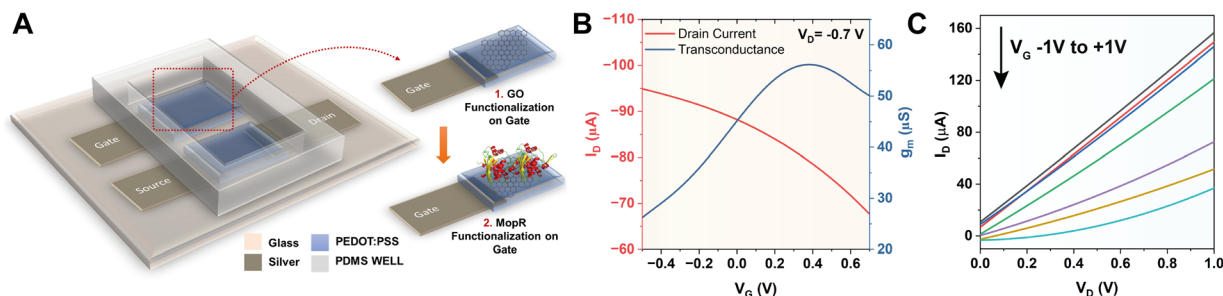 A
Gate
Drain
Source
Glass
PEDOT:PSS
Silver
PDMS WELL
Gate
1. GO
Functionalization
on Gate
Gate
2. MopR
Functionalization on
Gate
B
Drain Current
Transconductance
V_D= -0.7 V
I_D (μA)
−110
−100
−90
−80
−70
−60
g_m (μS)
60
50
40
30
20
−0.4 −0.2 0.0 0.2 0.4 0.6
V_G (V)
C
V_G -1V to +1V
I_D (μA)
160
120
80
40
0
0.0 0.2 0.4 0.6 0.8 1.0
V_D (V)